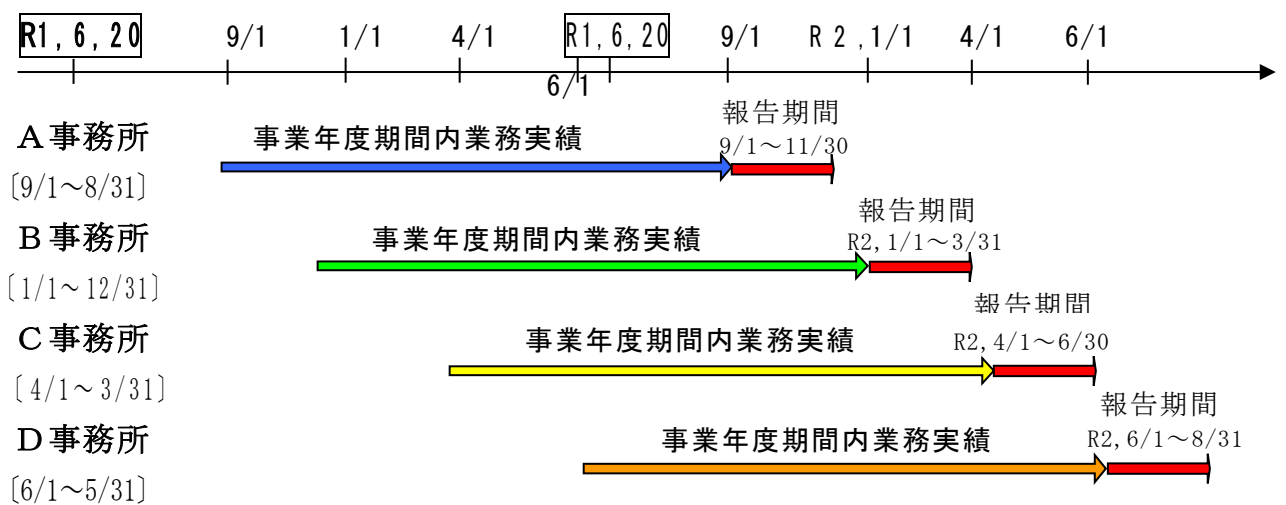 R1,6,20 9/1 1/1 4/1 R1,6,20 9/1 R2,1/1 4/1 6/1
6/1
A事務所 事業年度期間内業務実績 報告期間
9/1～11/30
〔9/1～8/31〕
B事務所 事業年度期間内業務実績 報告期間
R2,1/1～3/31
〔1/1～12/31〕
C事務所 事業年度期間内業務実績 報告期間
R2,4/1～6/30
〔4/1～3/31〕
D事務所 事業年度期間内業務実績 報告期間
R2,6/1～8/31
〔6/1～5/31〕